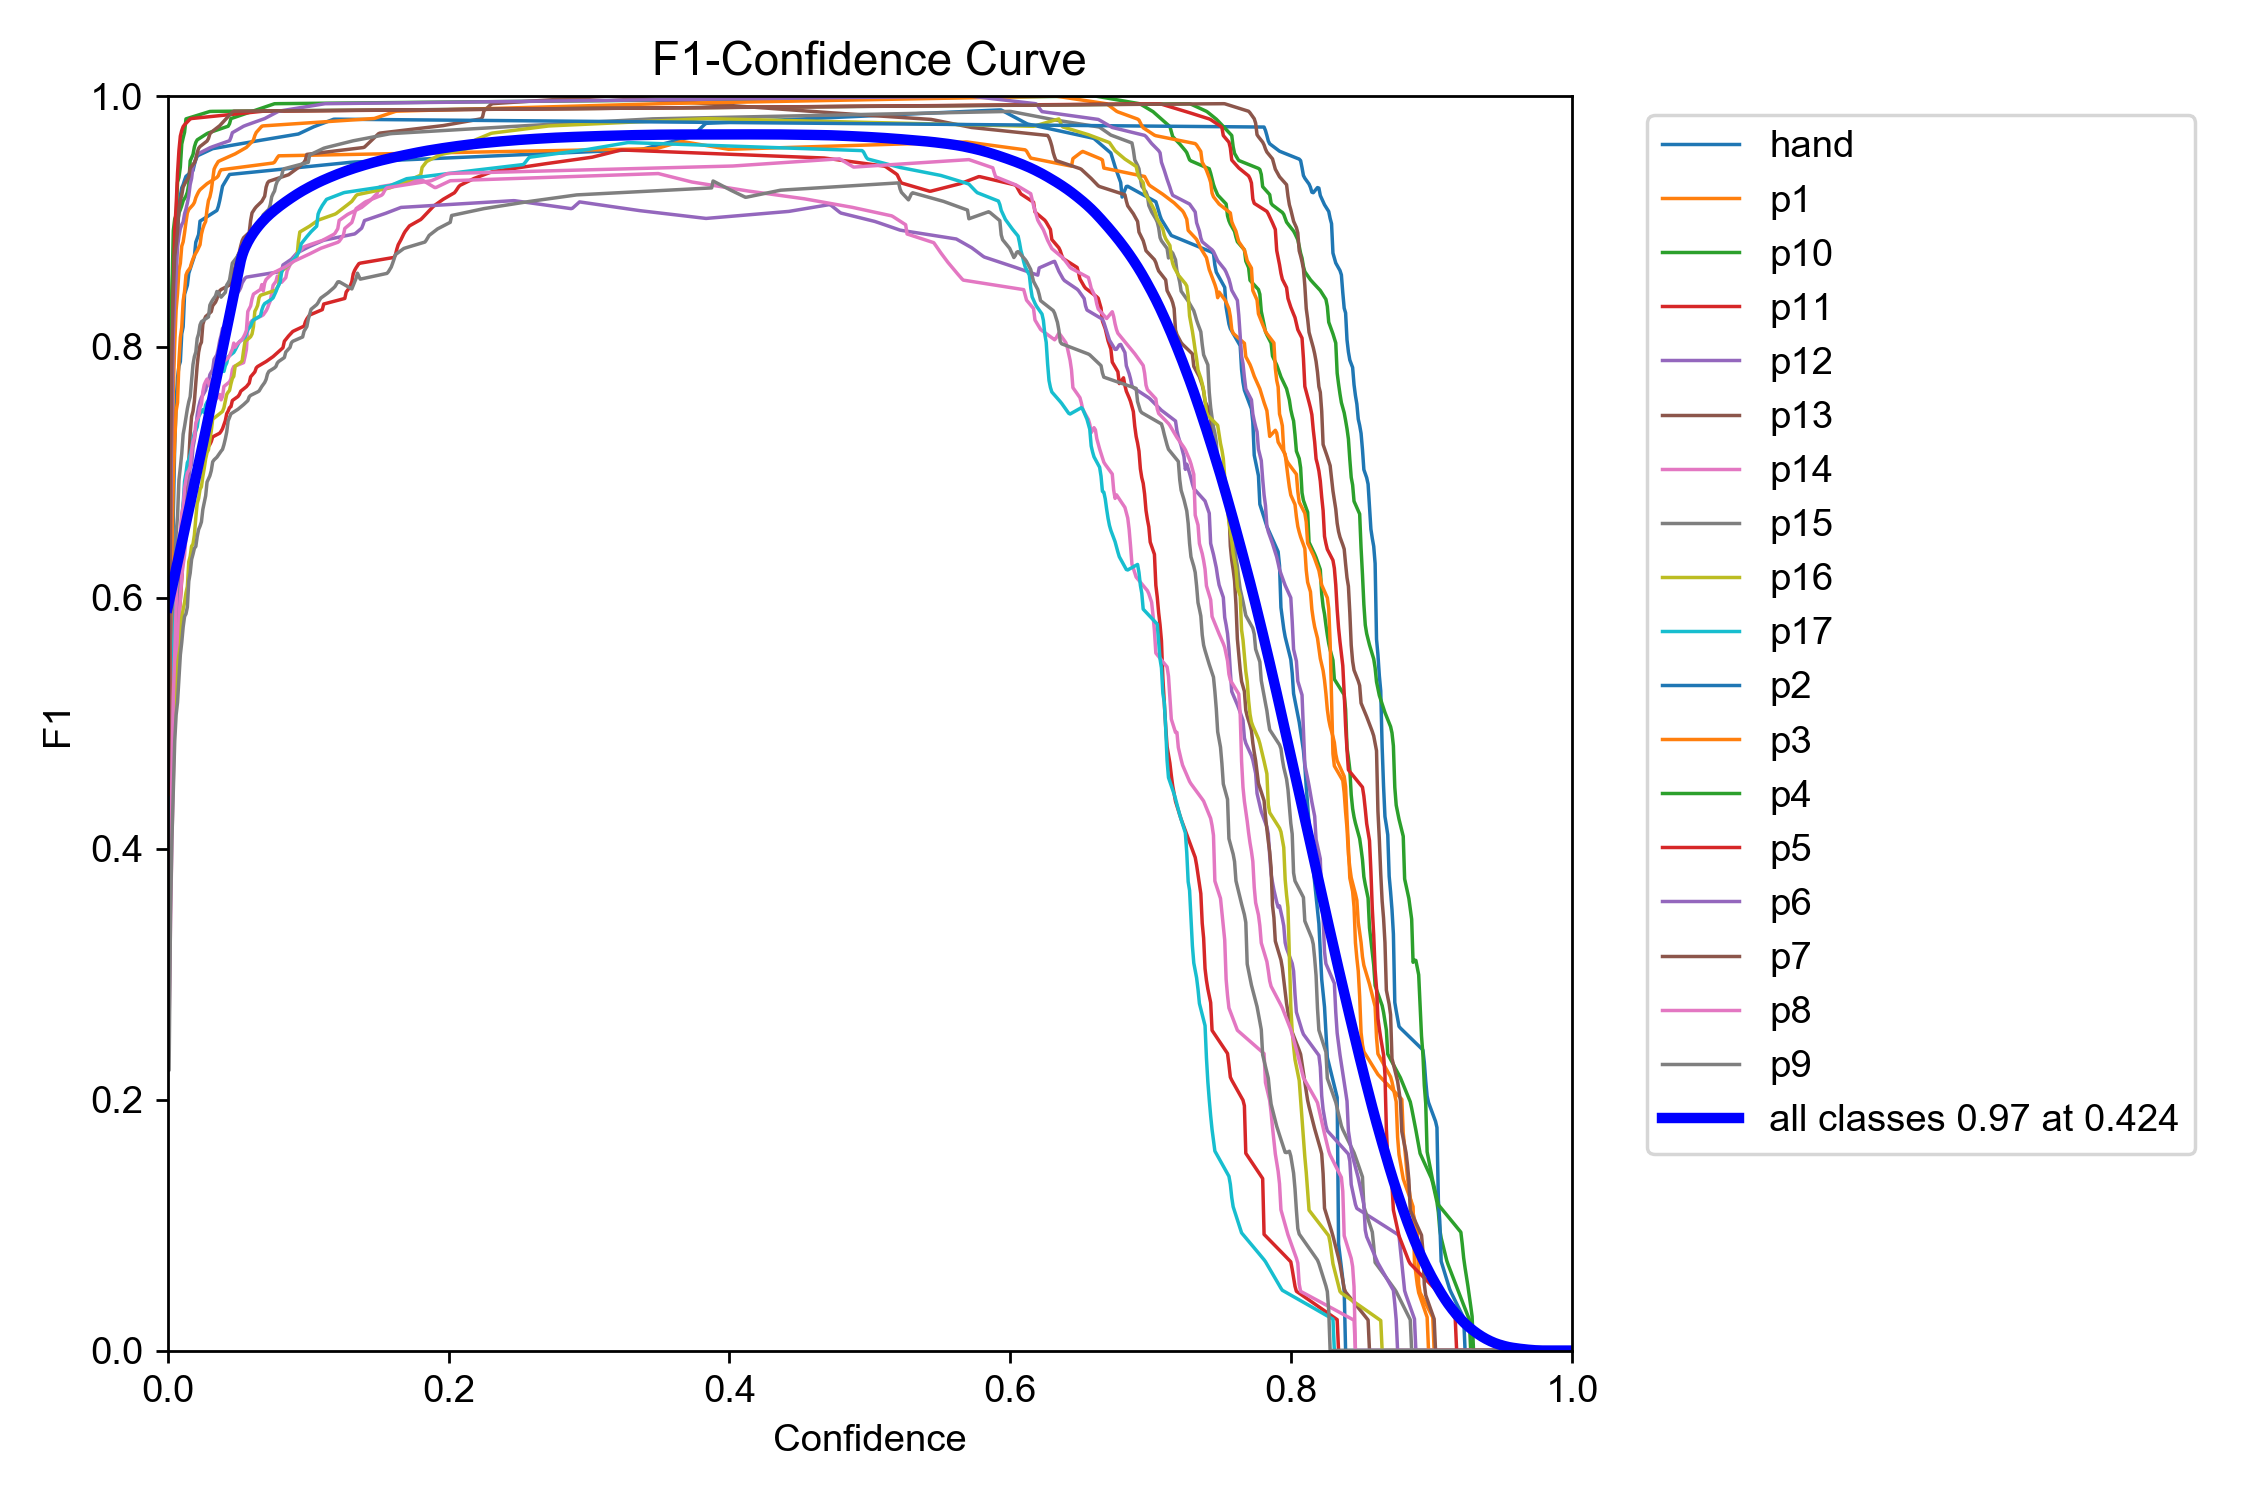 F1-Confidence Curve
F1
1.0
0.8
0.6
0.4
0.2
0.0
0.0 0.2 0.4 0.6 0.8 1.0
Confidence
hand
p1
p10
p11
p12
p13
p14
p15
p16
p17
p2
p3
p4
p5
p6
p7
p8
p9
all classes 0.97 at 0.424